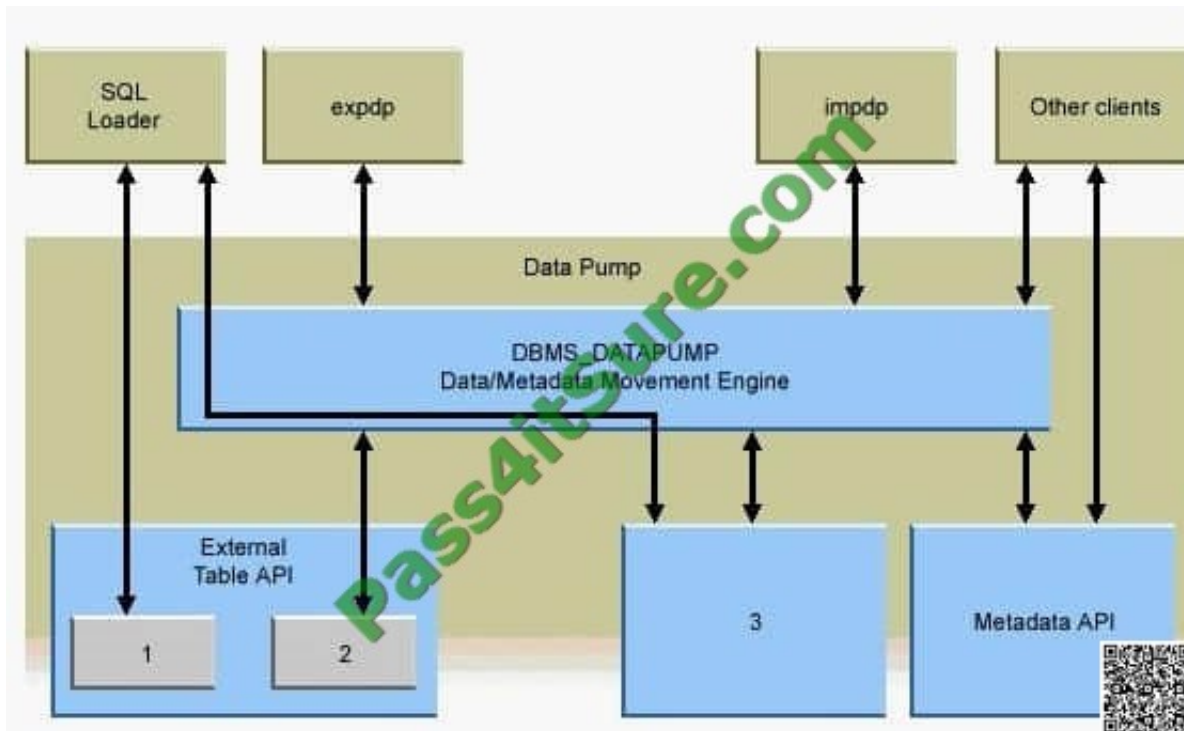 SQL
Loader
expdp
impdp
Other clients
Data Pump
DBMS_DATAPUMP
Data/Metadata Movement Engine
External
Table API
1
2
3
Metadata API
Pass4itSure.com